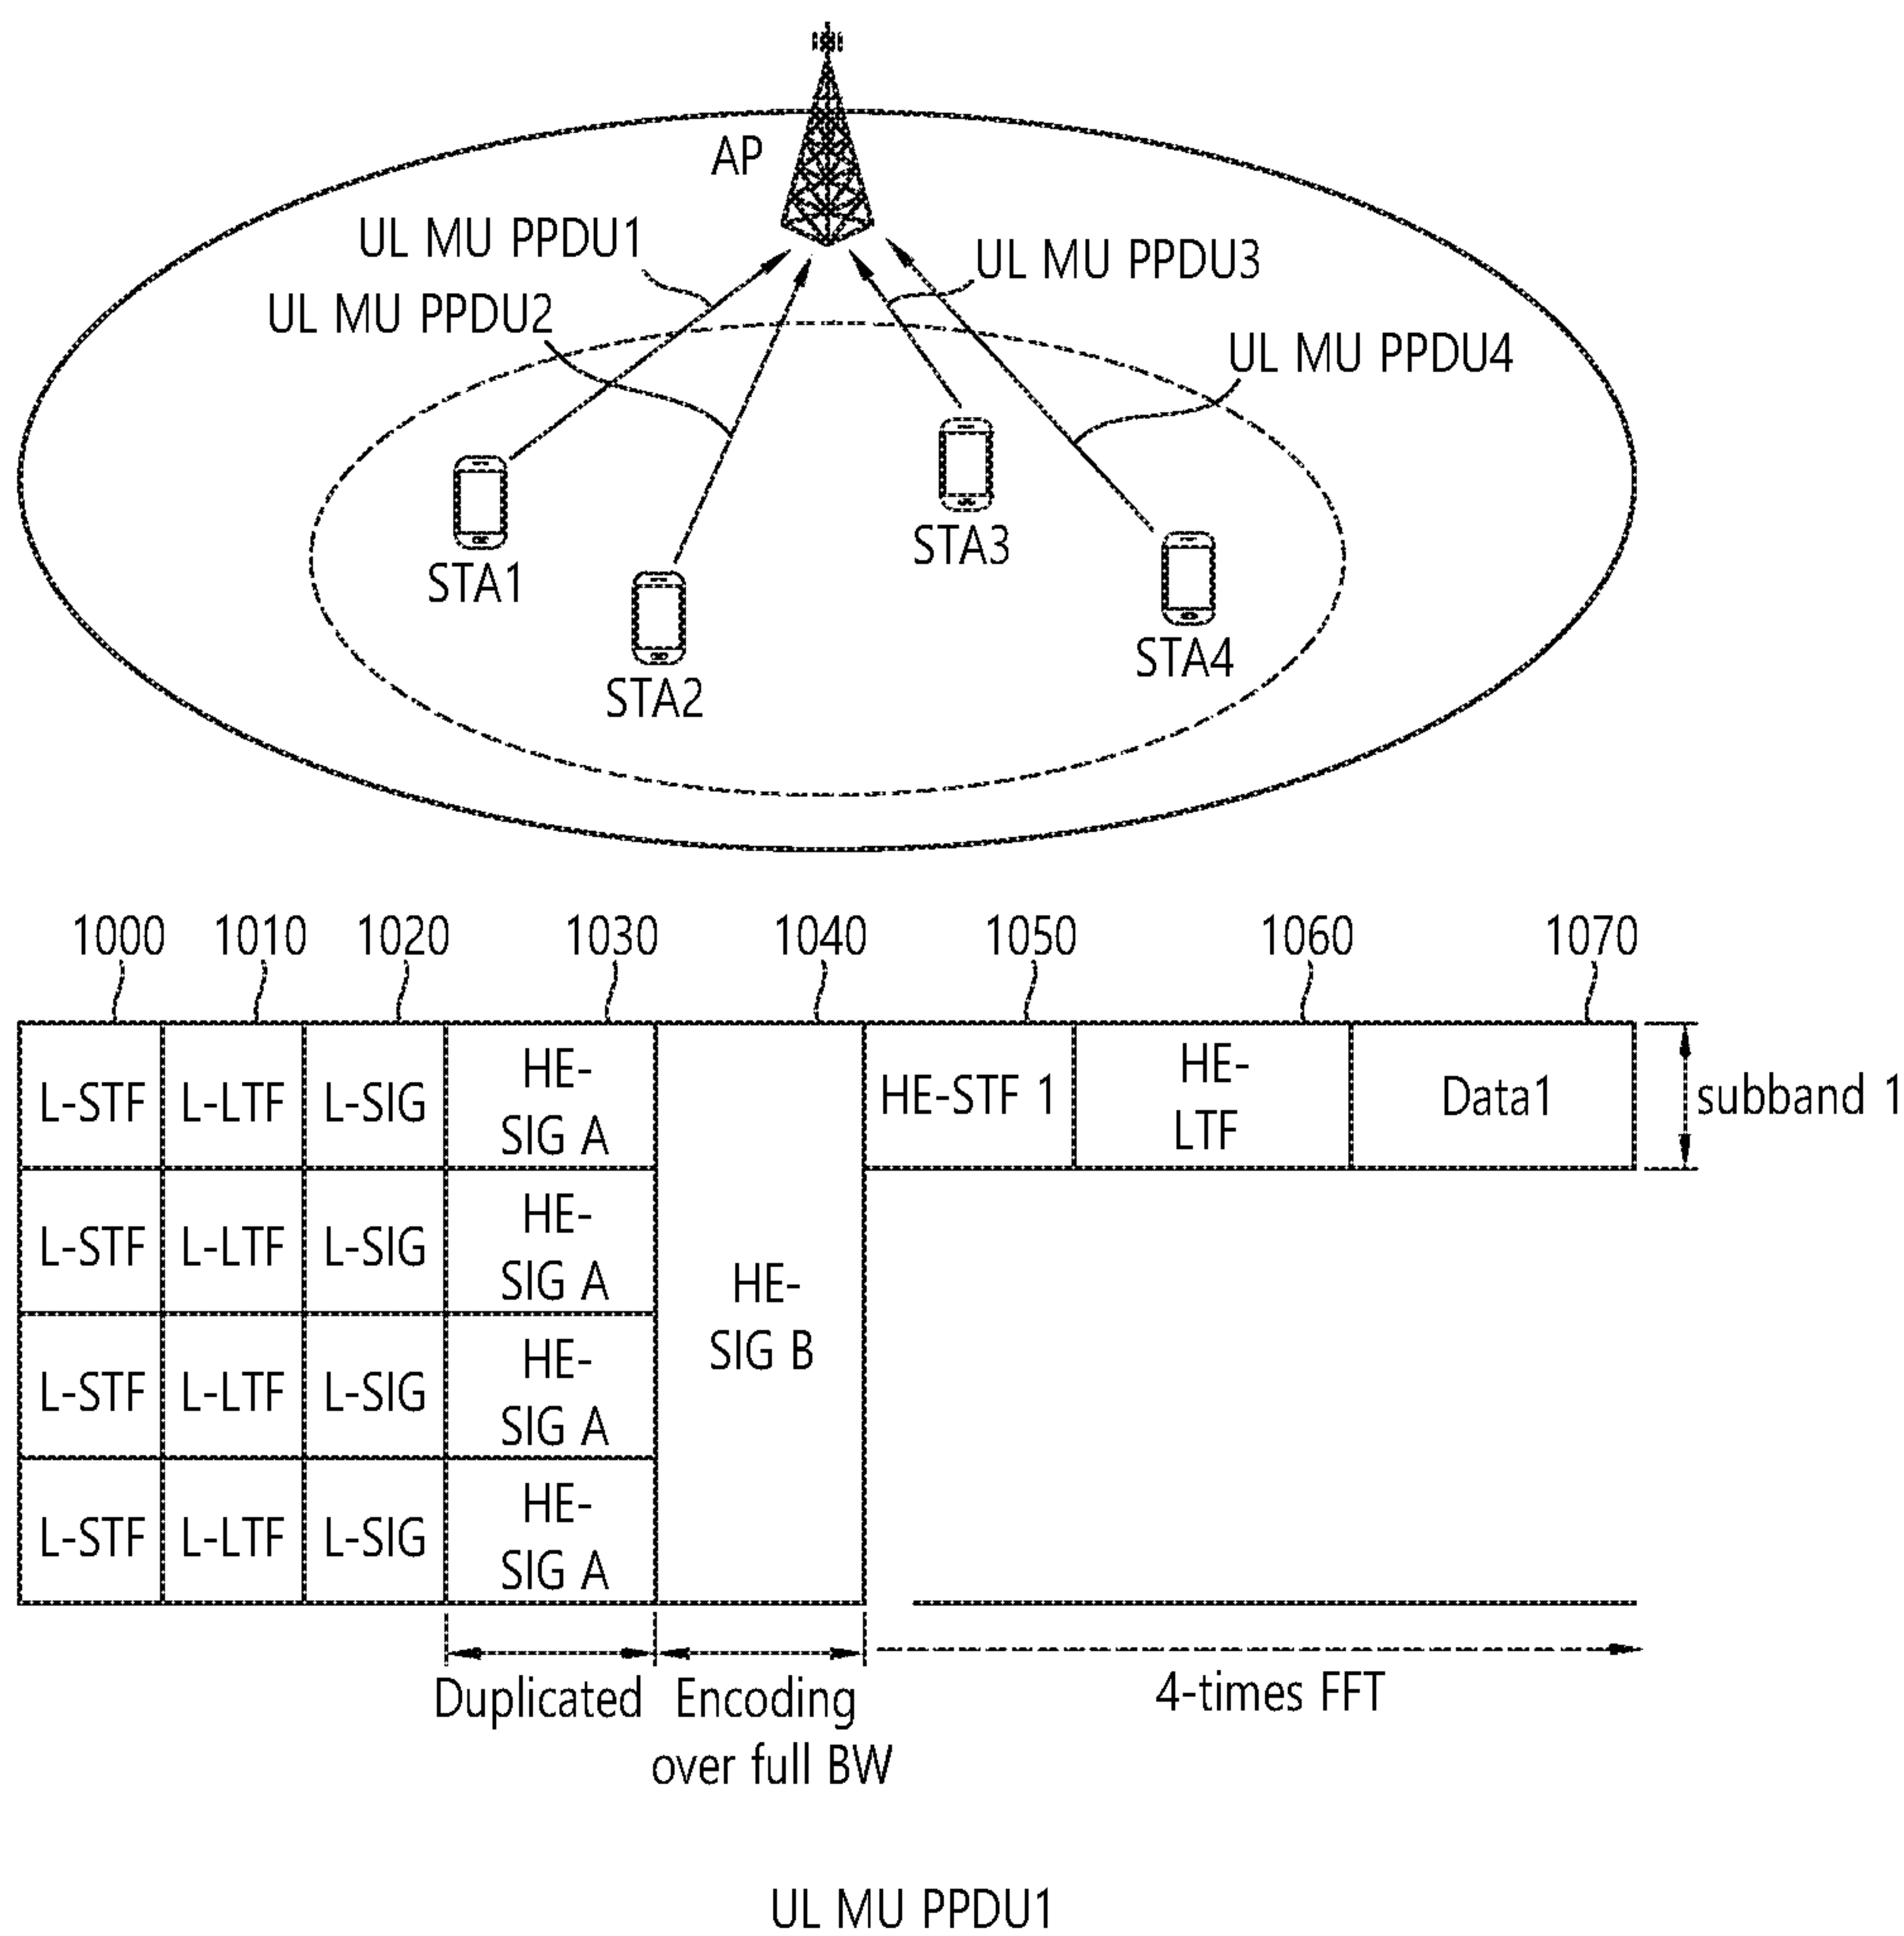 AP
UL MU PPDU1
UL MU PPDU3
UL MU PPDU2
UL MU PPDU4
STA1
STA3
STA2
STA4
1000 1010 1020 1030 1040 1050 1060 1070
L-STF L-LTF L-SIG HE-
SIG A
HE-STF 1
HE-
LTF
Data1
subband 1
L-STF L-LTF L-SIG HE-
SIG A
HE-
SIG B
L-STF L-LTF L-SIG HE-
SIG A
L-STF L-LTF L-SIG HE-
SIG A
Duplicated
Encoding
over full BW
4-times FFT
UL MU PPDU1